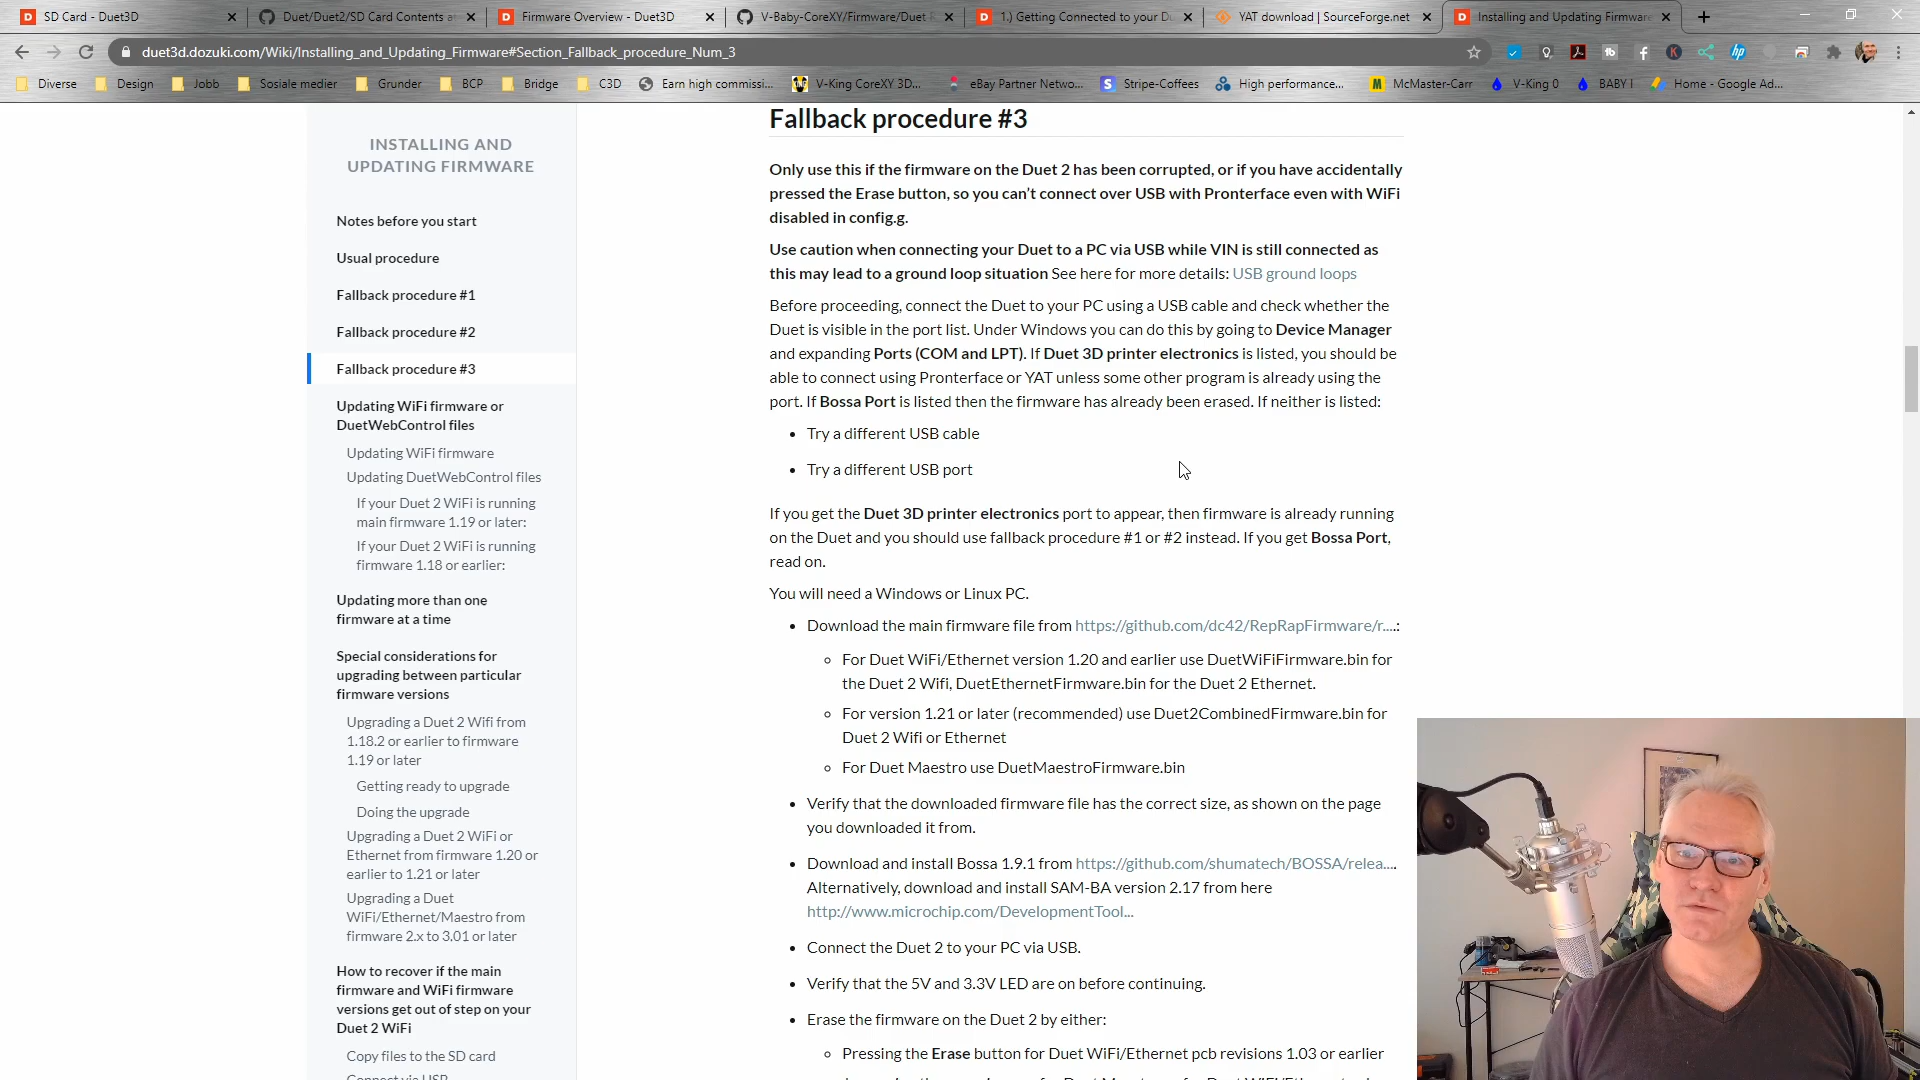 SD Card - Duet3D
Duet/Duet2/SD Card Contents at
Firmware Overview - Duet3D
V-Baby-CoreXY/Firmware/Duet
1.) Getting Connected to your Du
YAT download | SourceForge.net
Installing and Updating Firmware
duet3d.dozuki.com/Wiki/Installing_and_Updating_Firmware#Section_Fallback_procedure_Num_3
Diverse
Design
Jobb
Sosiale medier
Grunder
BCP
Bridge
C3D
Earn high commissi...
V-King CoreXY 3D...
eBay Partner Netwo...
Stripe-Coffees
High performance...
McMaster-Carr
V-King 0
BABY I
Home - Google Ad...
INSTALLING AND
UPDATING FIRMWARE
Notes before you start
Usual procedure
Fallback procedure #1
Fallback procedure #2
Fallback procedure #3
Updating WiFi firmware or
DuetWebControl files
Updating WiFi firmware
Updating DuetWebControl files
If your Duet 2 WiFi is running
main firmware 1.19 or later:
If your Duet 2 WiFi is running
firmware 1.18 or earlier:
Updating more than one
firmware at a time
Special considerations for
upgrading between particular
firmware versions
Upgrading a Duet 2 Wifi from
1.18.2 or earlier to firmware
1.19 or later
Getting ready to upgrade
Doing the upgrade
Upgrading a Duet 2 WiFi or
Ethernet from firmware 1.20 or
earlier to 1.21 or later
Upgrading a Duet
WiFi/Ethernet/Maestro from
firmware 2.x to 3.01 or later
How to recover if the main
firmware and WiFi firmware
versions get out of step on your
Duet 2 WiFi
Copy files to the SD card
Connect via USB
Fallback procedure #3
Only use this if the firmware on the Duet 2 has been corrupted, or if you have accidentally
pressed the Erase button, so you can't connect over USB with Pronterface even with WiFi
disabled in config.g.
Use caution when connecting your Duet to a PC via USB while VIN is still connected as
this may lead to a ground loop situation See here for more details: USB ground loops
Before proceeding, connect the Duet to your PC using a USB cable and check whether the
Duet is visible in the port list. Under Windows you can do this by going to Device Manager
and expanding Ports (COM and LPT). If Duet 3D printer electronics is listed, you should be
able to connect using Pronterface or YAT unless some other program is already using the
port. If Bossa Port is listed then the firmware has already been erased. If neither is listed:
• Try a different USB cable
• Try a different USB port
If you get the Duet 3D printer electronics port to appear, then firmware is already running
on the Duet and you should use fallback procedure #1 or #2 instead. If you get Bossa Port,
read on.
You will need a Windows or Linux PC.
• Download the main firmware file from https://github.com/dc42/RepRapFirmware/r...:
◦ For Duet WiFi/Ethernet version 1.20 and earlier use DuetWiFiFirmware.bin for
the Duet 2 Wifi, DuetEthernetFirmware.bin for the Duet 2 Ethernet.
◦ For version 1.21 or later (recommended) use Duet2CombinedFirmware.bin for
Duet 2 Wifi or Ethernet
◦ For Duet Maestro use DuetMaestroFirmware.bin
• Verify that the downloaded firmware file has the correct size, as shown on the page
you downloaded it from.
• Download and install Bossa 1.9.1 from https://github.com/shumatech/BOSSA/relea....
Alternatively, download and install SAM-BA version 2.17 from here
http://www.microchip.com/DevelopmentTool...
• Connect the Duet 2 to your PC via USB.
• Verify that the 5V and 3.3V LED are on before continuing.
• Erase the firmware on the Duet 2 by either:
◦ Pressing the Erase button for Duet WiFi/Ethernet pcb revisions 1.03 or earlier